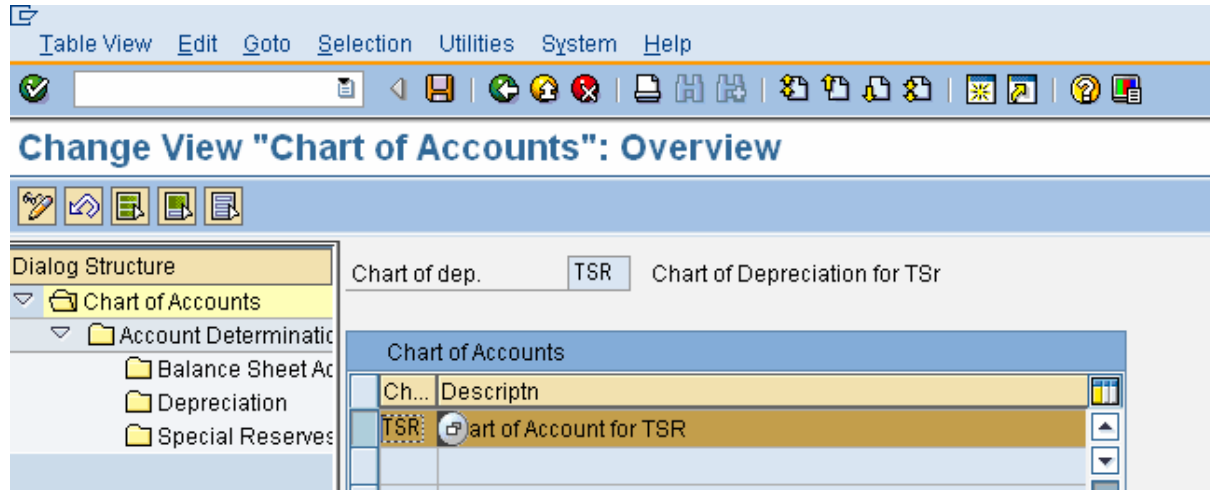 Table View Edit Goto Selection Utilities System Help
Change View "Chart of Accounts": Overview
Dialog Structure
Chart of Accounts
Account Determinatic
Balance Sheet Ac
Depreciation
Special Reserves
Chart of dep. TSR Chart of Depreciation for TSr
Chart of Accounts
Ch... Descriptn
TSR art of Account for TSR